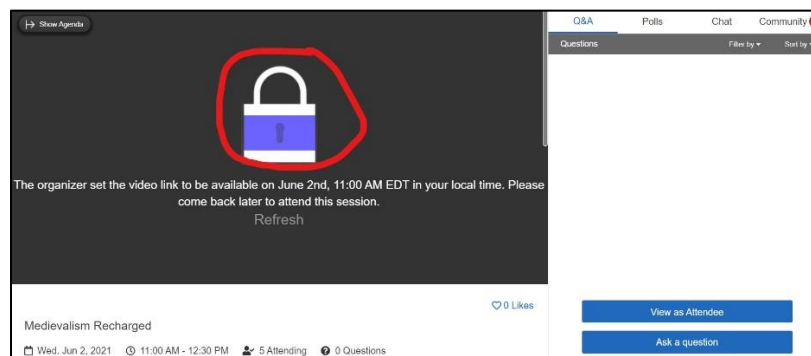 Show Agenda
The organizer set the video link to be available on June 2nd, 11:00 AM EDT in your local time. Please
come back later to attend this session.
Refresh
0 Likes
Medievalism Recharged
Wed, Jun 2, 2021 11:00 AM - 12:30 PM 5 Attending 0 Questions
Q&A Polls Chat Community
Questions Filter by Sort by
View as Attendee
Ask a question